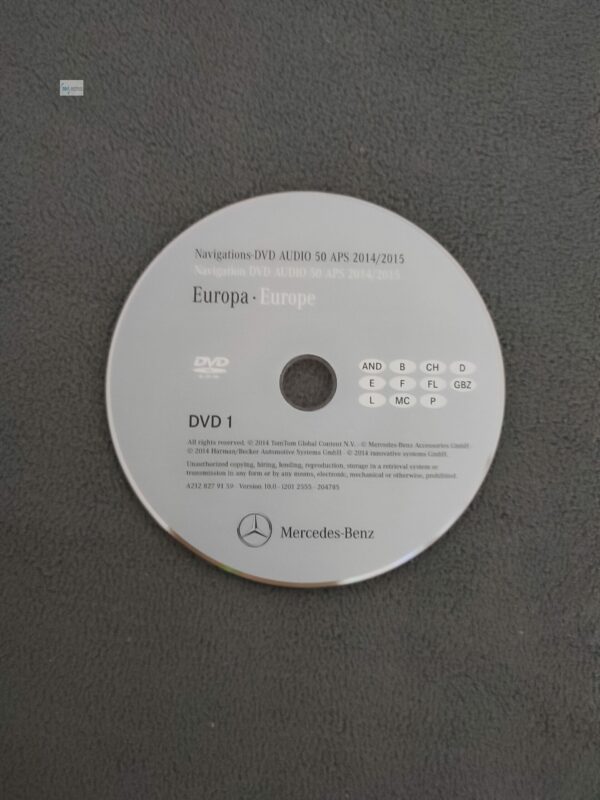 Navigations-DVD AUDIO 50 APS 2014/2015
Navigation DVD AUDIO 50 APS 2014/2015
Europa · Europe
DVD
AND B CH D
E F FL GBZ
L MC P
DVD 1
All rights reserved. © 2014 TomTom Global Content N.V. · © Mercedes-Benz Accessories GmbH
© 2014 Harman/Becker Automotive Systems GmbH · © 2014 innovative systems GmbH.
Unauthorized copying, hiring, lending, reproduction, storage in a retrieval system or
transmission in any form or by any means, electronic, mechanical or otherwise, prohibited.
A212 827 91 59 Version 10.0 · 1201 2555 · 204785
Mercedes-Benz